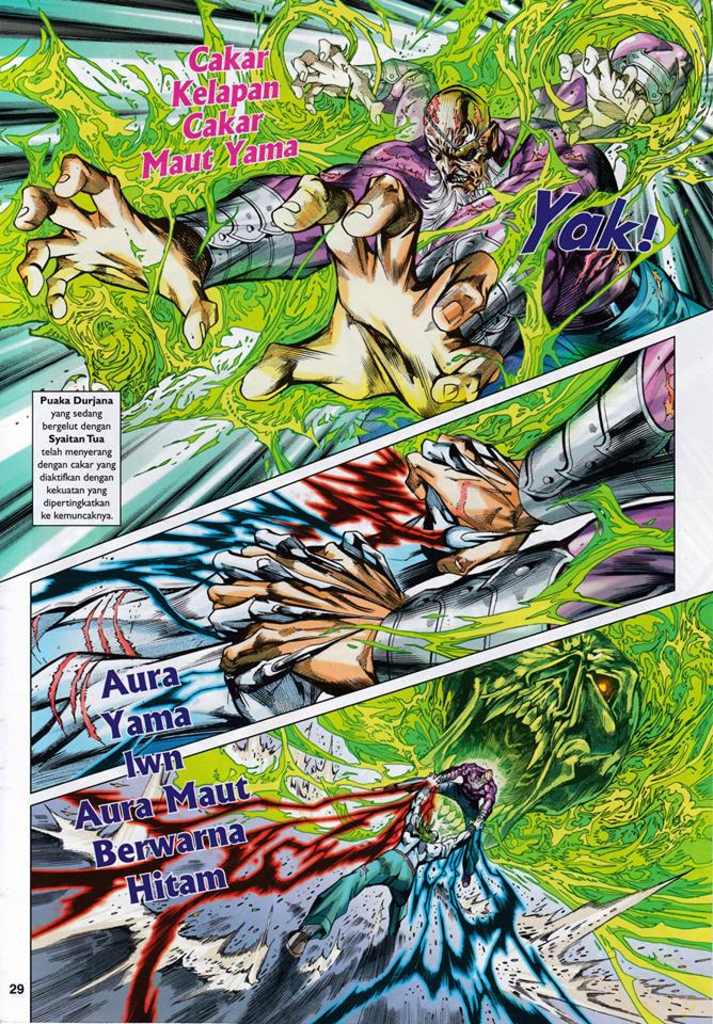 Cakar
Kelapan
Cakar
Maut Yama
Yak!
Puaka Durjana
yang sedang
bergelut dengan
Syaitan Tua
telah menyerang
dengan cakar yang
diaktifkan dengan
kekuatan yang
dipertingkatkan
ke kemuncaknya.
Aura
Yama
lwn
Aura Maut
Berwarna
Hitam
29